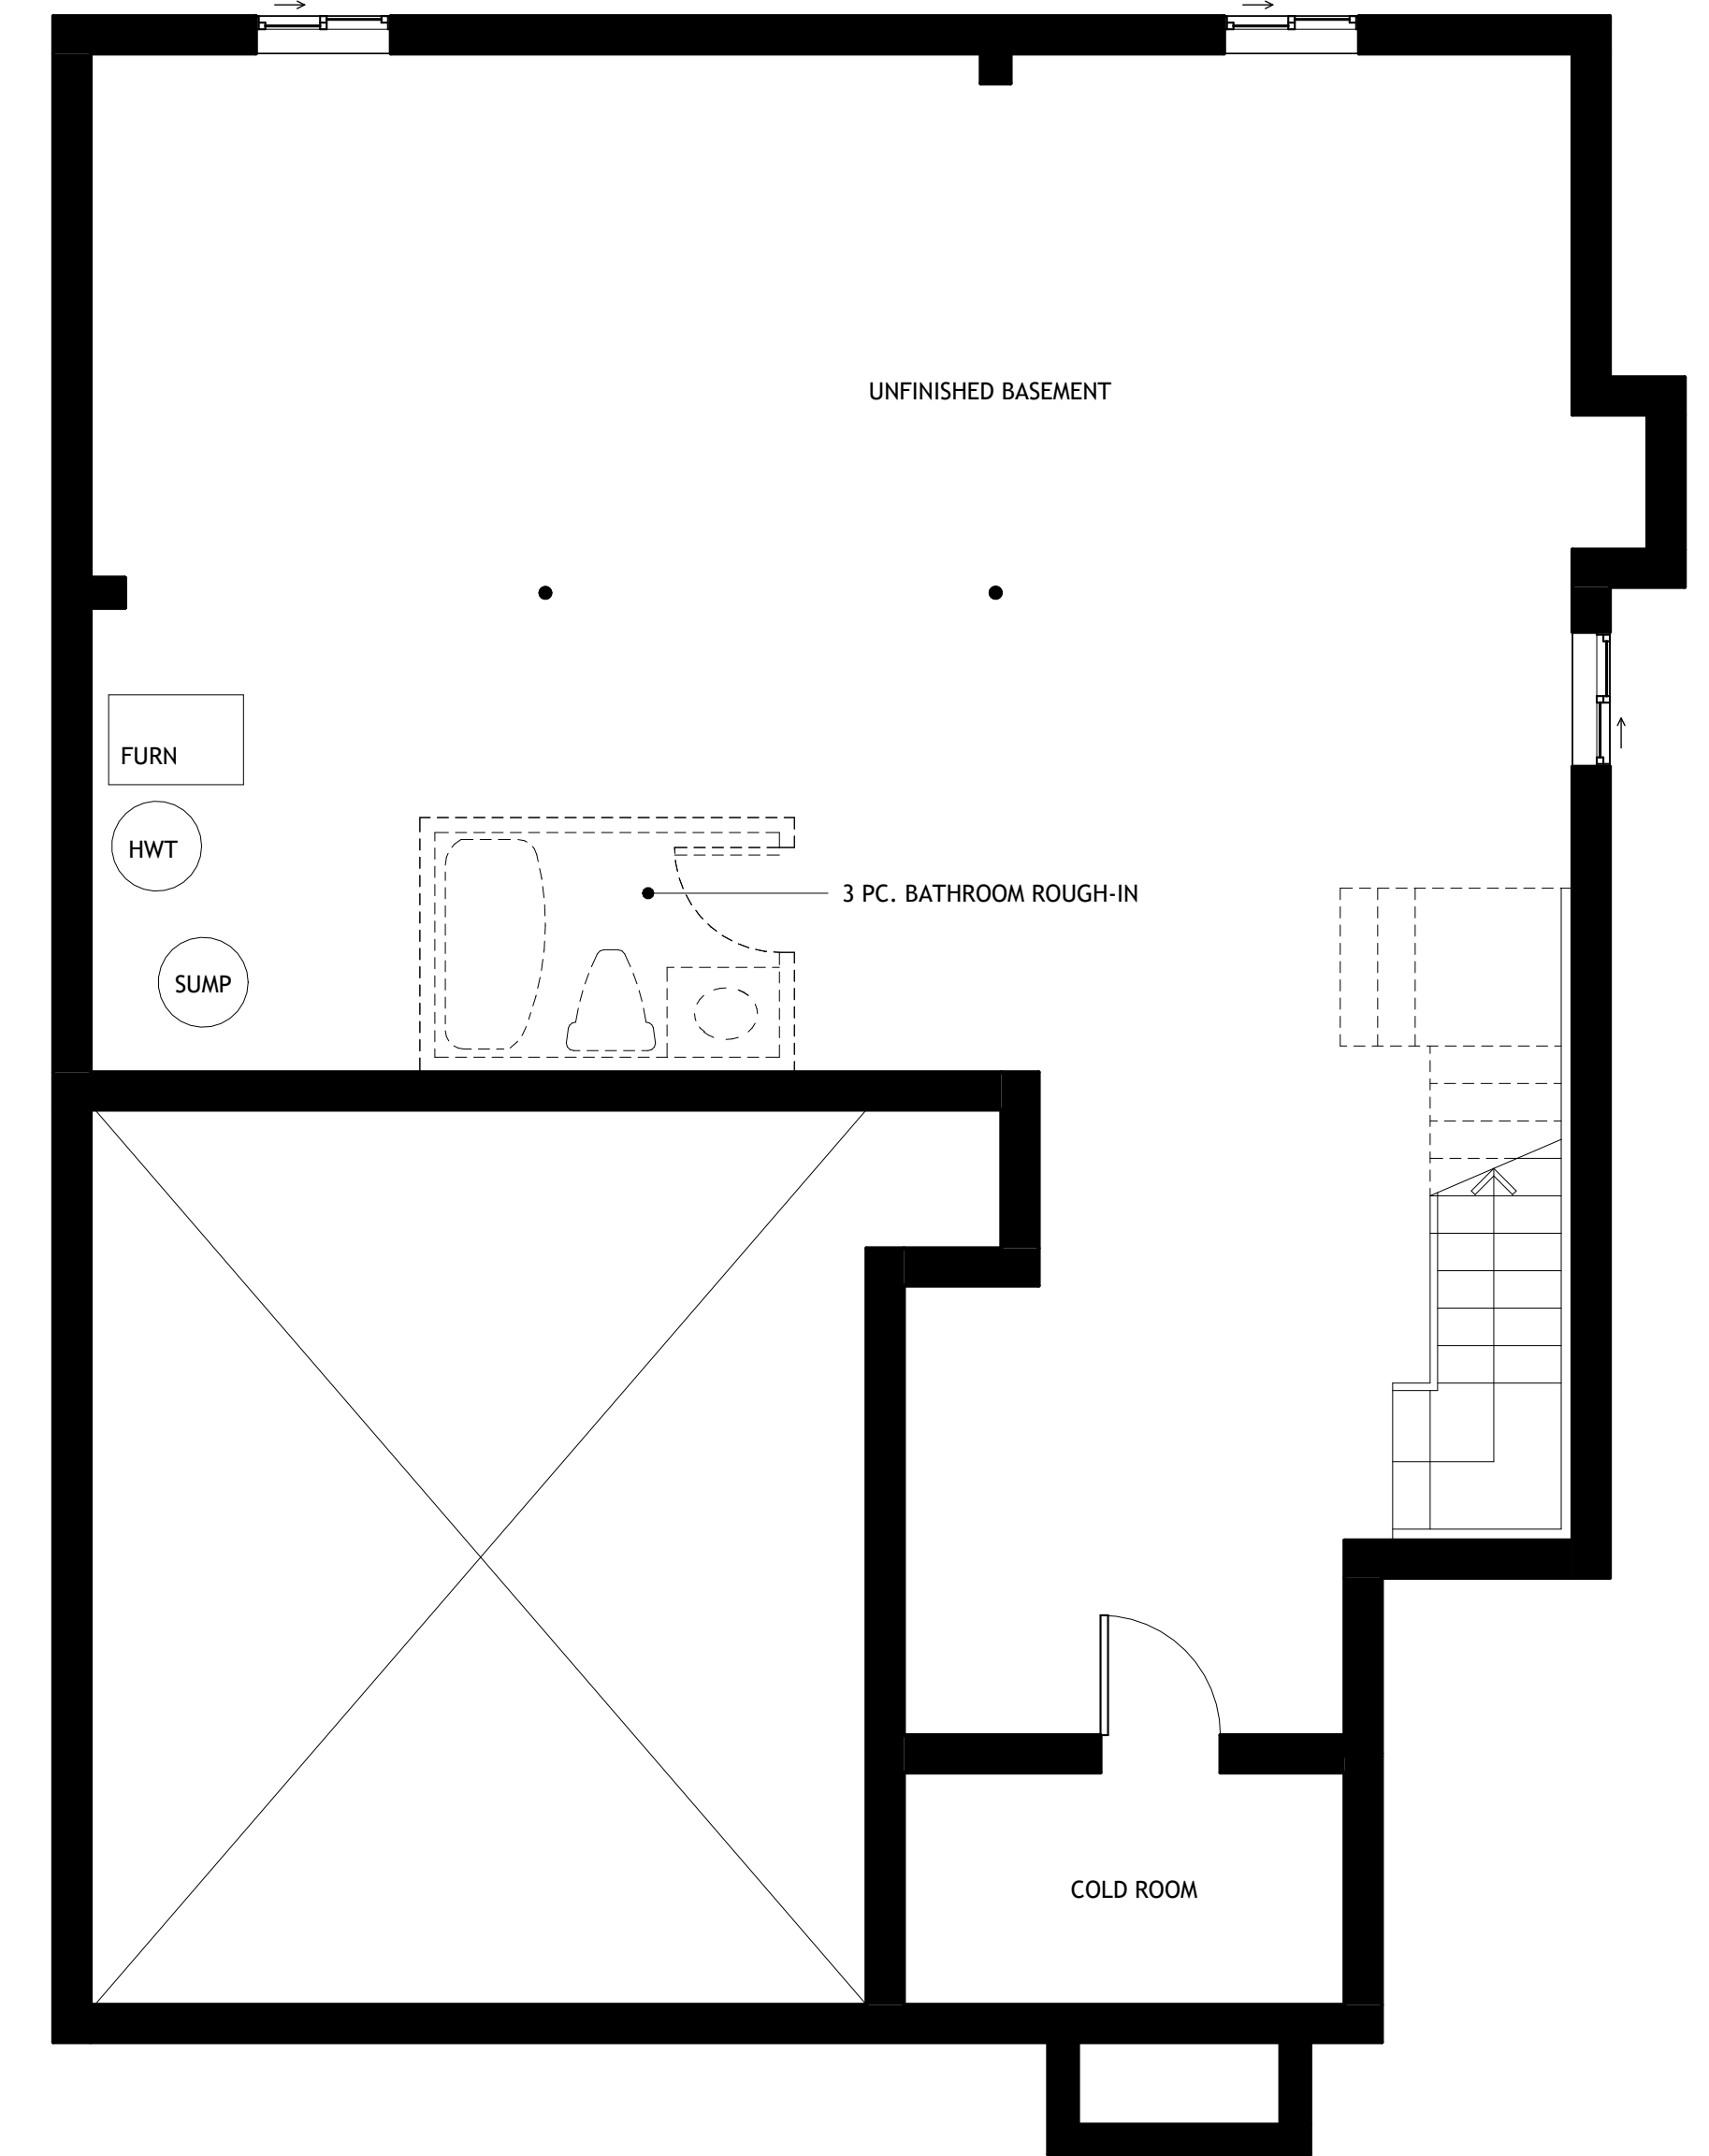 UNFINISHED BASEMENT
FURN
HWT
3 PC. BATHROOM ROUGH-IN
SUMP
COLD ROOM